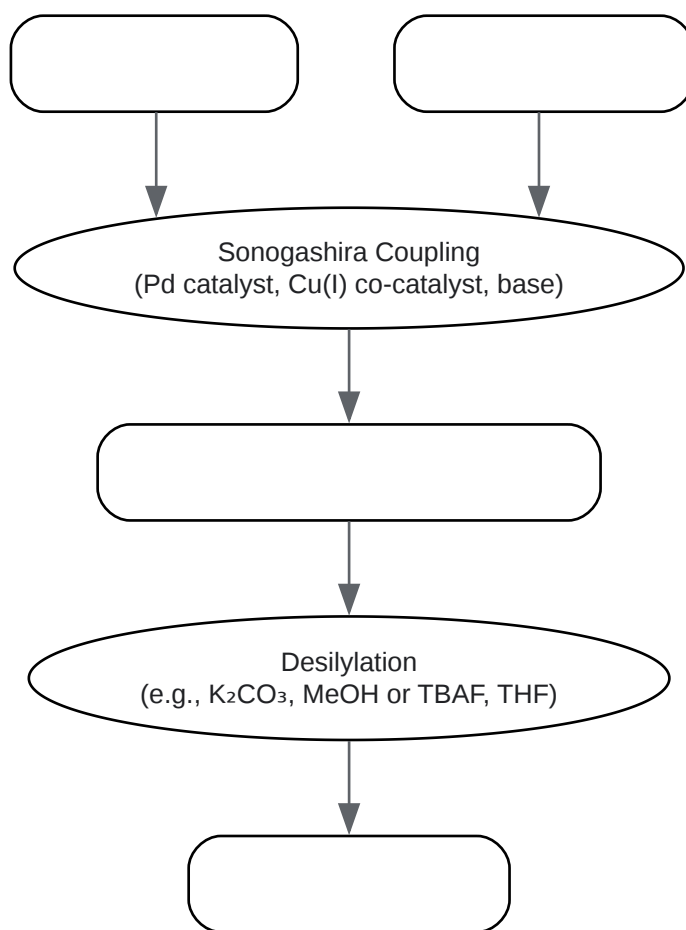 Sonogashira Coupling
(Pd catalyst, Cu(I) co-catalyst, base)
Desilylation
(e.g., K₂CO₃, MeOH or TBAF, THF)